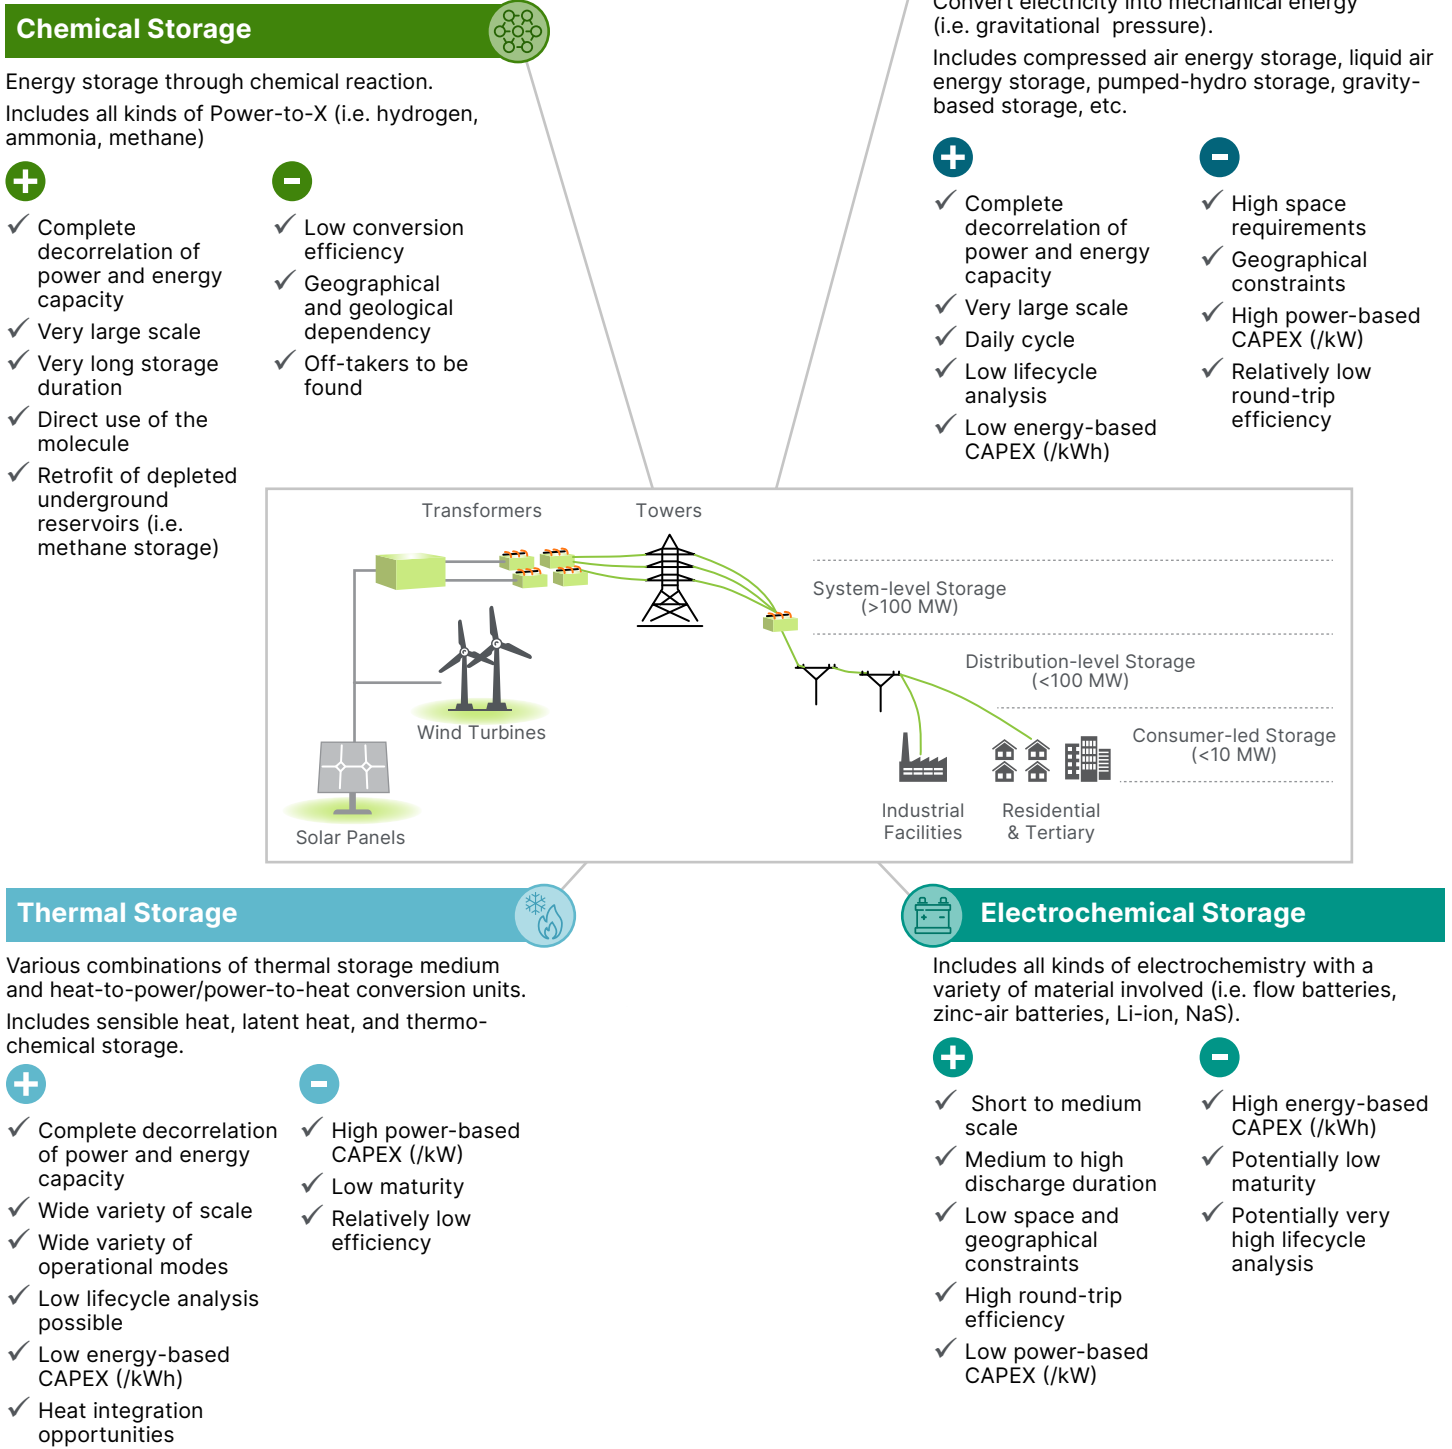 Chemical Storage
Energy storage through chemical reaction.
Includes all kinds of Power-to-X (i.e. hydrogen,
ammonia, methane)
+
Complete
decorrelation of
power and energy
capacity
Very large scale
Very long storage
duration
Direct use of the
molecule
Retrofit of depleted
underground
reservoirs (i.e.
methane storage)
-
Low conversion
efficiency
Geographical
and geological
dependency
Off-takers to be
found
Convert electricity into mechanical energy
(i.e. gravitational pressure).
Includes compressed air energy storage, liquid air
energy storage, pumped-hydro storage, gravity-
based storage, etc.
+
Complete
decorrelation of
power and energy
capacity
Very large scale
Daily cycle
Low lifecycle
analysis
Low energy-based
CAPEX (/kWh)
-
High space
requirements
Geographical
constraints
High power-based
CAPEX (/kW)
Relatively low
round-trip
efficiency
Transformers
Towers
System-level Storage
(>100 MW)
Distribution-level Storage
(<100 MW)
Wind Turbines
Consumer-led Storage
(<10 MW)
Solar Panels
Industrial
Facilities
Residential
& Tertiary
Thermal Storage
Various combinations of thermal storage medium
and heat-to-power/power-to-heat conversion units.
Includes sensible heat, latent heat, and thermo-
chemical storage.
+
Complete decorrelation
of power and energy
capacity
Wide variety of scale
Wide variety of
operational modes
Low lifecycle analysis
possible
Low energy-based
CAPEX (/kWh)
Heat integration
opportunities
-
High power-based
CAPEX (/kW)
Low maturity
Relatively low
efficiency
Electrochemical Storage
Includes all kinds of electrochemistry with a
variety of material involved (i.e. flow batteries,
zinc-air batteries, Li-ion, NaS).
+
Short to medium
scale
Medium to high
discharge duration
Low space and
geographical
constraints
High round-trip
efficiency
Low power-based
CAPEX (/kW)
-
High energy-based
CAPEX (/kWh)
Potentially low
maturity
Potentially very
high lifecycle
analysis